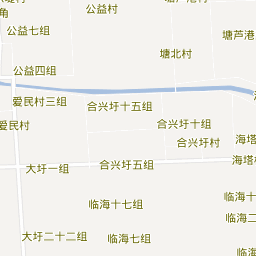 公益村
角
公益七组
塘芦港
塘北村
公益四组
爱民村三组
合兴圩十五组
爱民村
合兴圩十组
合兴圩村
海塔
大圩一组
合兴圩五组
海塔村
临海十七组
临海十
临海二
大圩二十二组
临海七组
临海